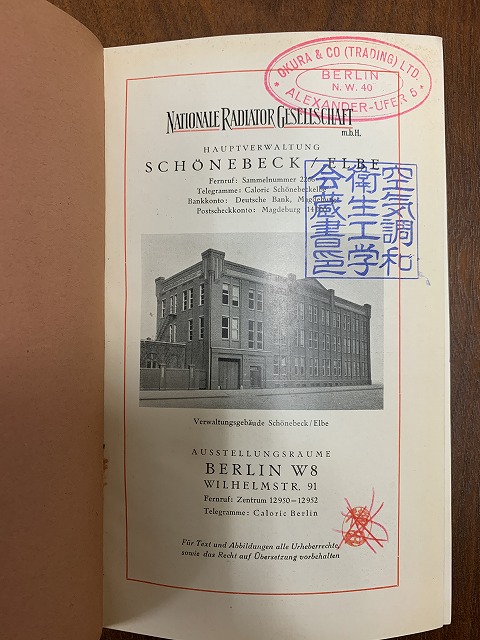 OKURA & CO (TRADING) LTD.
BERLIN
N. W. 40
* ALEXANDER-UFER 5 *
NATIONALE RADIATOR GESELLSCHAFT
m.b.H.
HAUPTVERWALTUNG
SCHÖNEBECK / ELBE
Fernruf: Sammelnummer
Telegramme: Caloric Schönebeckelbe
Bankkonto: Deutsche Bank, Magdeburg
Postscheckkonto: Magdeburg
空気調和
衛生工学
会蔵書印
Verwaltungsgebäude Schönebeck/Elbe
AUSSTELLUNGSRÄUME
BERLIN W8
WILHELMSTR. 91
Fernruf: Zentrum 12950—12952
Telegramme: Caloric Berlin
Für Text und Abbildungen alle Urheberrechte,
sowie das Recht auf Übersetzung vorbehalten